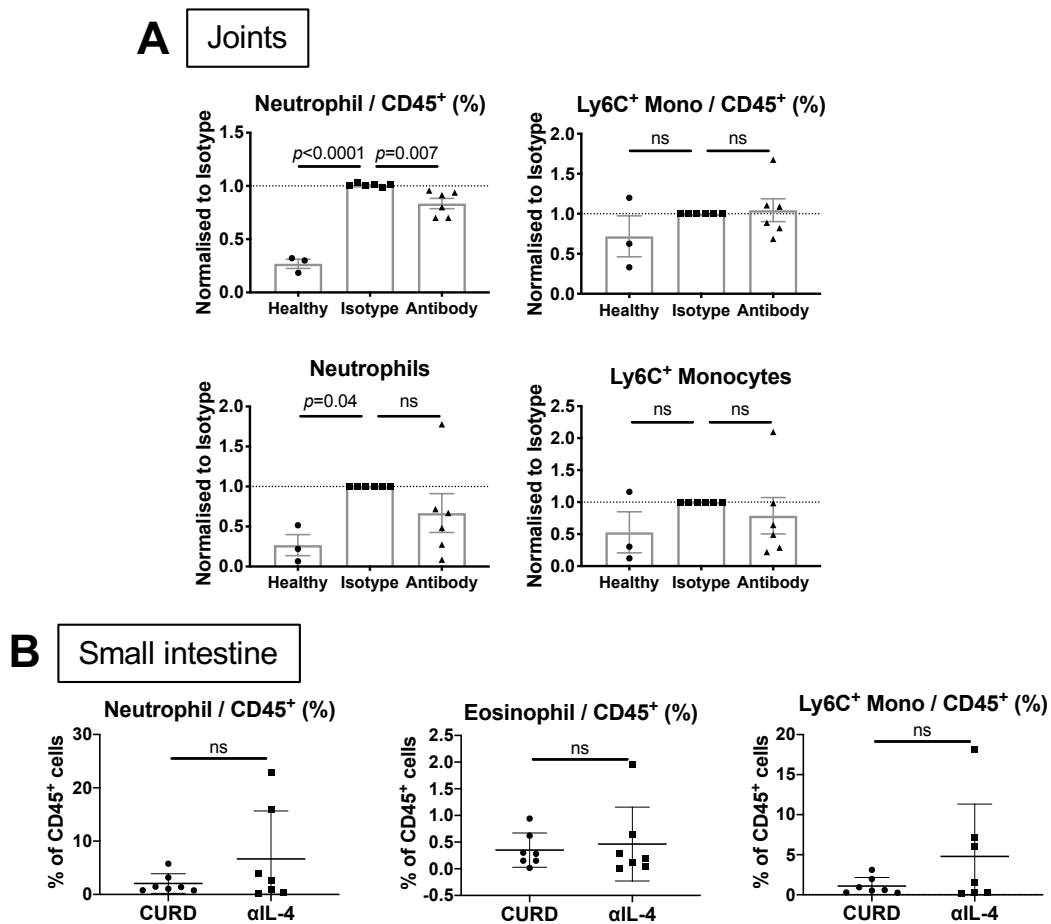 A Joints
Neutrophil / CD45⁺ (%)
Normalised to Isotype
1.5
1.0
0.5
0.0
p<0.0001 p=0.007
Healthy Isotype Antibody
Ly6C⁺ Mono / CD45⁺ (%)
Normalised to Isotype
2.0
1.5
1.0
0.5
0.0
ns ns
Healthy Isotype Antibody
Neutrophils
Normalised to Isotype
2.0
1.5
1.0
0.5
0.0
p=0.04 ns
Healthy Isotype Antibody
Ly6C⁺ Monocytes
Normalised to Isotype
2.5
2.0
1.5
1.0
0.5
0.0
ns ns
Healthy Isotype Antibody
B Small intestine
Neutrophil / CD45⁺ (%)
% of CD45⁺ cells
30
20
10
0
ns
CURD αIL-4
Eosinophil / CD45⁺ (%)
% of CD45⁺ cells
2.5
2.0
1.5
1.0
0.5
0.0
-0.5
ns
CURD αIL-4
Ly6C⁺ Mono / CD45⁺ (%)
% of CD45⁺ cells
20
15
10
5
0
ns
CURD αIL-4